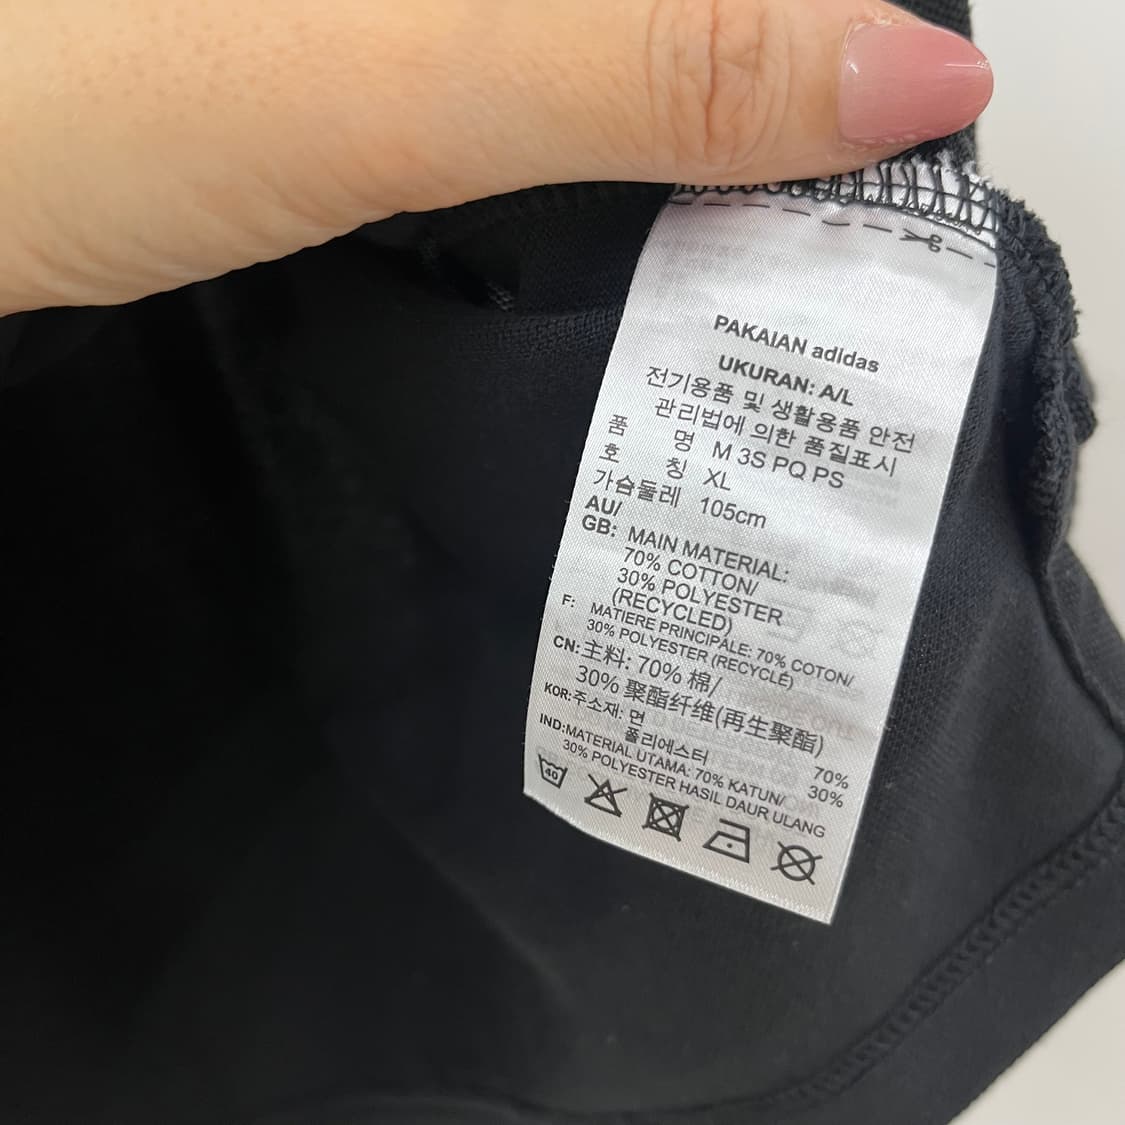 PAKAIAN adidas
UKURAN: A/L
전기용품 및 생활용품 안전
관리법에 의한 품질표시
품 명 M 3S PQ PS
호 칭 XL
가슴둘레 105cm
AU/
GB: MAIN MATERIAL:
70% COTTON/
30% POLYESTER
(RECYCLED)
F: MATIERE PRINCIPALE: 70% COTON/
30% POLYESTER (RECYCLÉ)
CN: 主料: 70% 棉/
30% 聚酯纤维(再生聚酯)
KOR: 주소재: 면 70%
폴리에스터 30%
IND: MATERIAL UTAMA: 70% KATUN/
30% POLYESTER HASIL DAUR ULANG
40